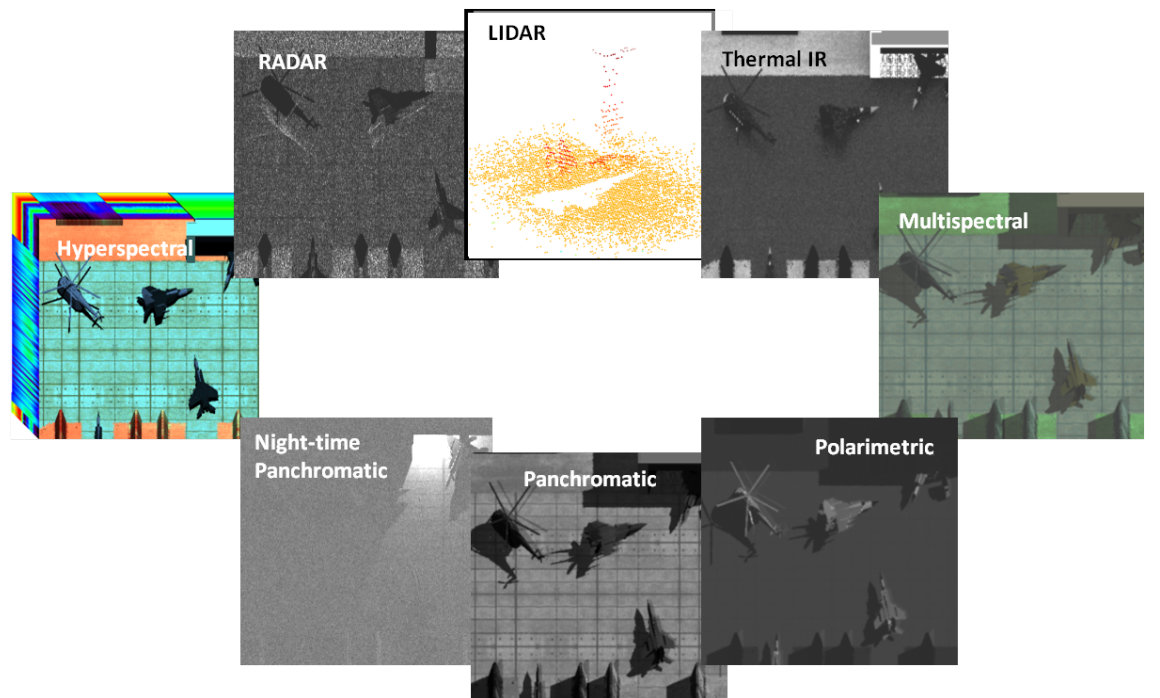 LIDAR
RADAR
Thermal IR
Hyperspectral
Multispectral
Night-time
Panchromatic
Panchromatic
Polarimetric